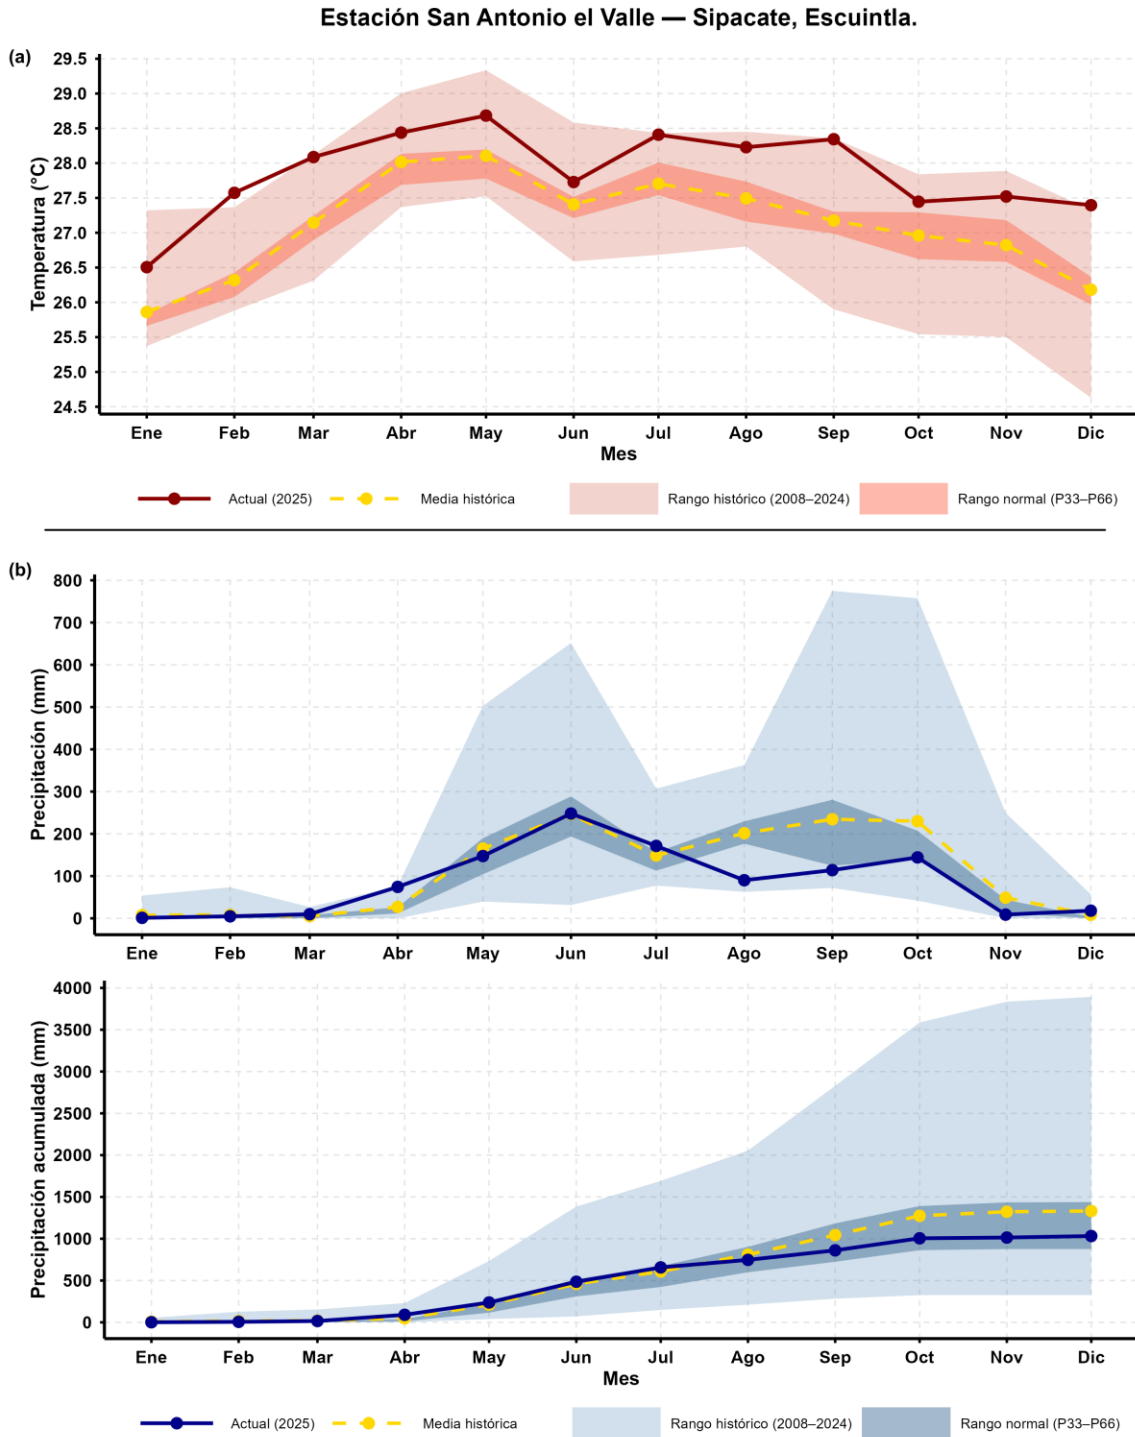 Estación San Antonio el Valle — Sipacate, Escuintla.
(a)
Temperatura (°C)
29.5
29.0
28.5
28.0
27.5
27.0
26.5
26.0
25.5
25.0
24.5
Ene Feb Mar Abr May Jun Jul Ago Sep Oct Nov Dic
Mes
Actual (2025) Media histórica Rango histórico (2008–2024) Rango normal (P33–P66)
(b)
Precipitación (mm)
800
700
600
500
400
300
200
100
0
Ene Feb Mar Abr May Jun Jul Ago Sep Oct Nov Dic
Precipitación acumulada (mm)
4000
3500
3000
2500
2000
1500
1000
500
0
Ene Feb Mar Abr May Jun Jul Ago Sep Oct Nov Dic
Mes
Actual (2025) Media histórica Rango histórico (2008–2024) Rango normal (P33–P66)